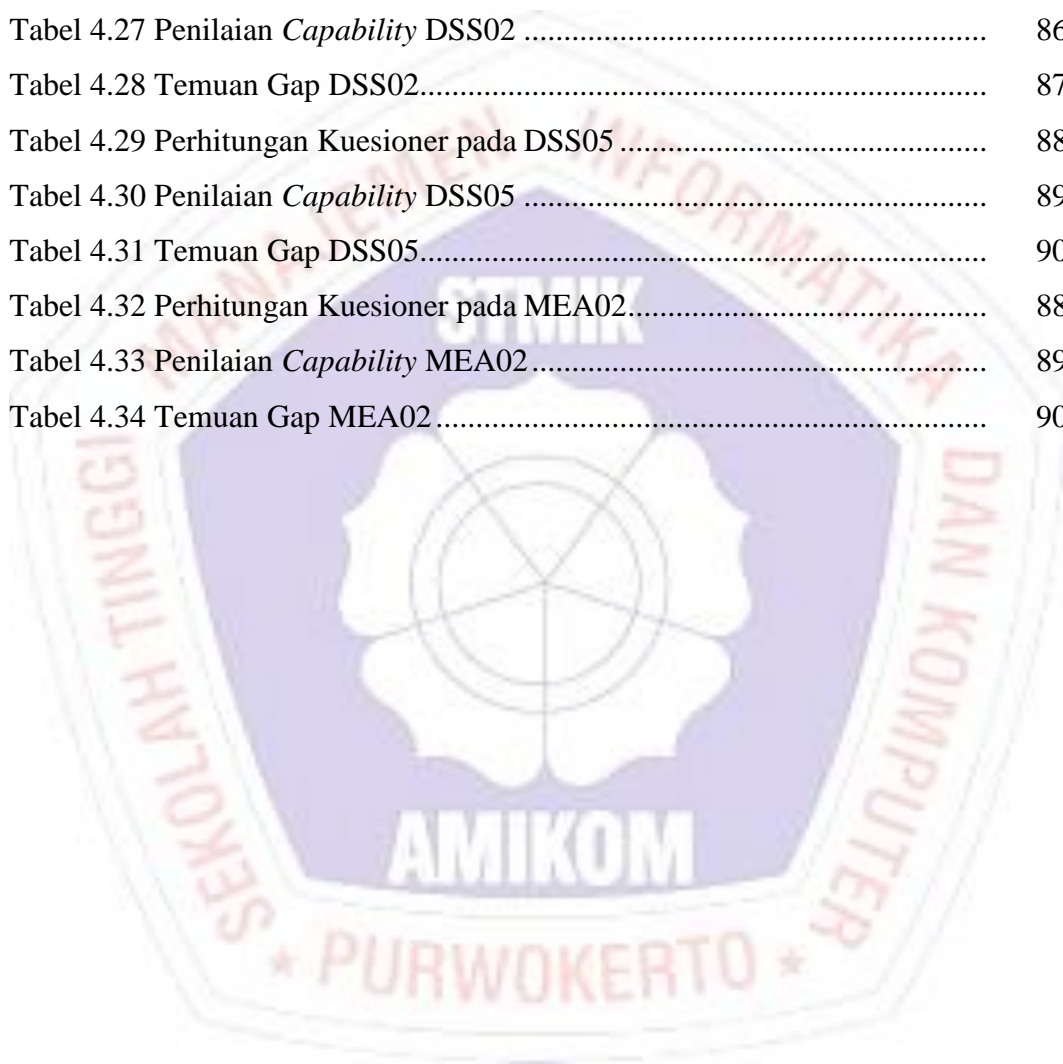 Tabel 4.27 Penilaian Capability DSS02 ........................................................... 86
Tabel 4.28 Temuan Gap DSS02........................................................................ 87
Tabel 4.29 Perhitungan Kuesioner pada DSS05 ............................................... 88
Tabel 4.30 Penilaian Capability DSS05 ........................................................... 89
Tabel 4.31 Temuan Gap DSS05........................................................................ 90
Tabel 4.32 Perhitungan Kuesioner pada MEA02.............................................. 88
Tabel 4.33 Penilaian Capability MEA02.......................................................... 89
Tabel 4.34 Temuan Gap MEA02...................................................................... 90
SEKOLAH TINGGI MANAJEMEN INFORMATIKA DAN KOMPUTER
STMIK
AMIKOM
* PURWOKERTO *